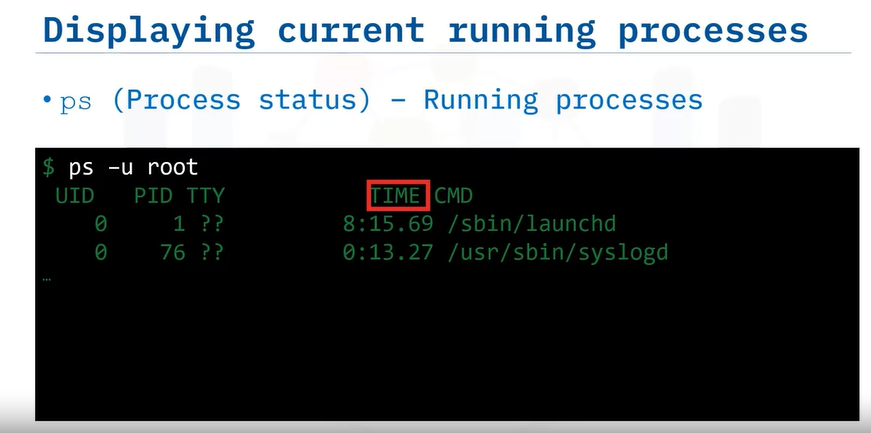 Displaying current running processes
• ps (Process status) – Running processes
$ ps –u root
UID PID TTY TIME CMD
0 1 ?? 8:15.69 /sbin/launchd
0 76 ?? 0:13.27 /usr/sbin/syslogd
…